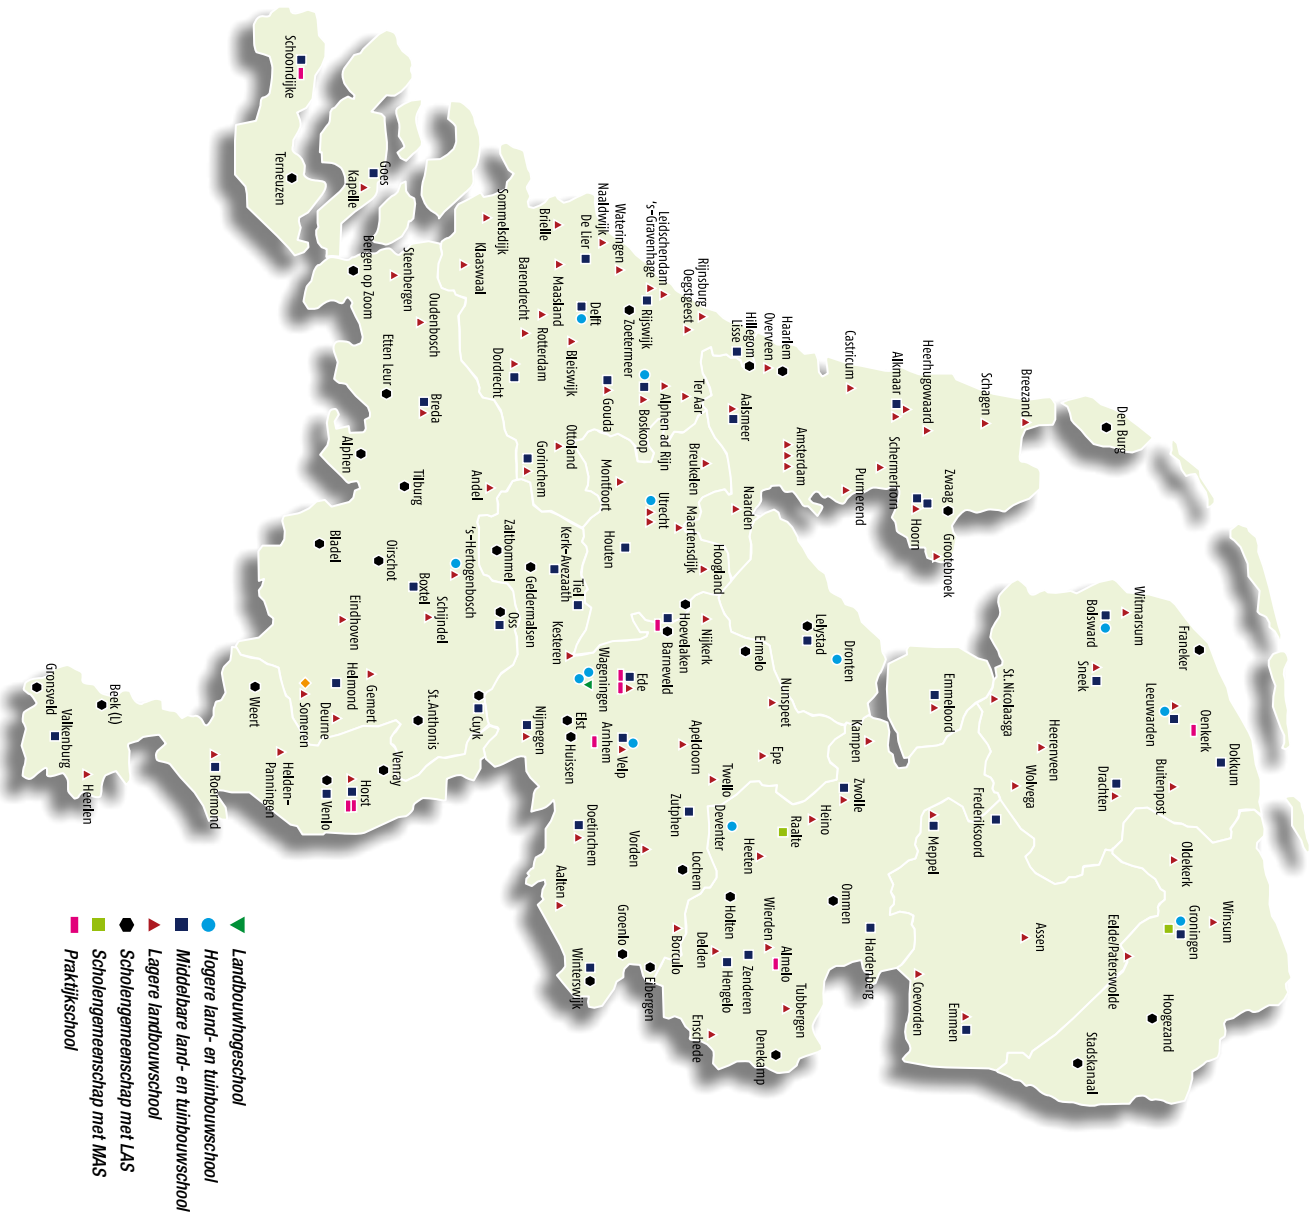 Den Burg
Breezand
Schagen
Heerhugowaard
Alkmaar
Castricum
Schermerhorn
Purmerend
Zwaag
Hoorn
Grootebroek
Haarlem
Overveen
Hillegom
Lisse
Aalsmeer
Amsterdam
Naarden
Rijnsburg
Oegstgeest
Leidschendam
's-Gravenhage
Wateringen
Naaldwijk
De Lier
Brielle
Sommelsdijk
Klaaswaal
Maasland
Barendrecht
Rotterdam
Delft
Bleiswijk
Zoetermeer
Rijswijk
Ter Aar
Alphen ad Rijn
Boskoop
Gouda
Dordrecht
Ottoland
Gorinchem
Breukelen
Montfoort
Utrecht
Maartensdijk
Houten
Hoogland
Schoondijke
Terneuzen
Goes
Kapelle
Bergen op Zoom
Steenbergen
Oudenbosch
Etten Leur
Breda
Alphen
Tilburg
Andel
Bladel
Oirschot
Boxtel
Schijndel
's-Hertogenbosch
Eindhoven
Oss
Helmond
Gemert
Deurne
Someren
St.Anthonis
Cuyk
Zaltbommel
Geldermalsen
Kerk-Avezaath
Tiel
Kesteren
Wageningen
Ede
Barneveld
Hoevelaken
Nijkerk
Ermelo
Nunspeet
Epe
Apeldoorn
Twello
Elst
Huissen
Arnhem
Velp
Nijmegen
Zutphen
Vorden
Lochem
Doetinchem
Aalten
Groenlo
Winterswijk
Eibergen
Borculo
Lelystad
Dronten
Emmeloord
Kampen
Zwolle
Heino
Raalte
Deventer
Heeten
Holten
Ommen
Hardenberg
Wierden
Almelo
Delden
Zenderen
Hengelo
Tubbergen
Enschede
Denekamp
Witmarsum
Bolsward
Franeker
Sneek
Leeuwarden
Oenkerk
Dokkum
Buitenpost
Drachten
St.Nicolaasga
Heerenveen
Wolvega
Frederiksoord
Meppel
Assen
Coevorden
Emmen
Oldekerk
Winsum
Groningen
Eelde/Paterswolde
Hoogezand
Stadskanaal
Weert
Venray
Horst
Venlo
Helden-
Panningen
Roermond
Beek (L)
Gronsveld
Valkenburg
Heerlen
Landbouwhogeschool
Hogere land- en tuinbouwschool
Middelbare land- en tuinbouwschool
Lagere landbouwschool
Scholengemeenschap met LAS
Scholengemeenschap met MAS
Praktijkschool